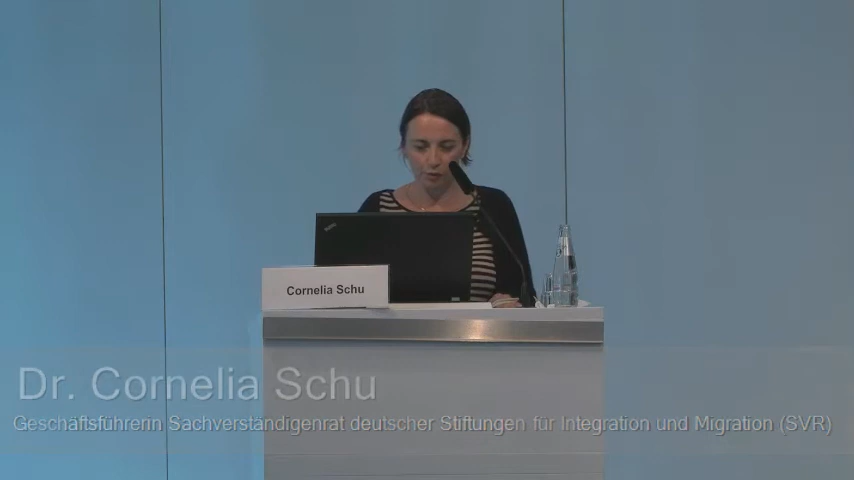 Cornelia Schu
Dr. Cornelia Schu
Geschäftsführerin Sachverständigenrat deutscher Stiftungen für Integration und Migration (SVR)